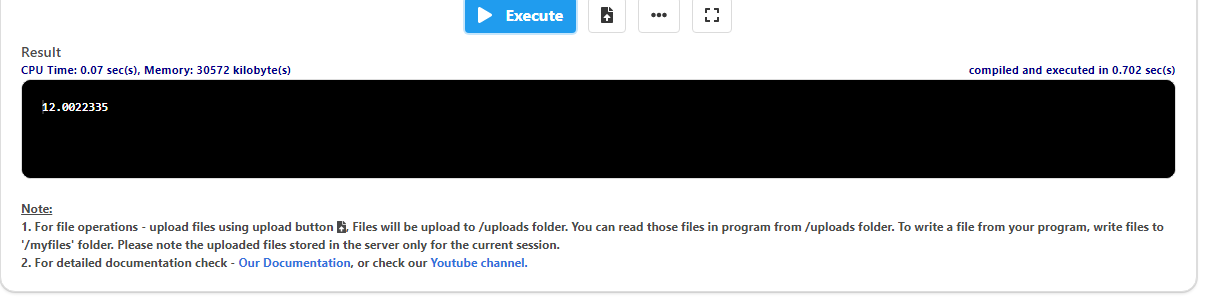 Execute
Result
CPU Time: 0.07 sec(s), Memory: 30572 kilobyte(s) compiled and executed in 0.702 sec(s)
12.0022335
Note:
1. For file operations - upload files using upload button , Files will be upload to /uploads folder. You can read those files in program from /uploads folder. To write a file from your program, write files to
'/myfiles' folder. Please note the uploaded files stored in the server only for the current session.
2. For detailed documentation check - Our Documentation, or check our Youtube channel.